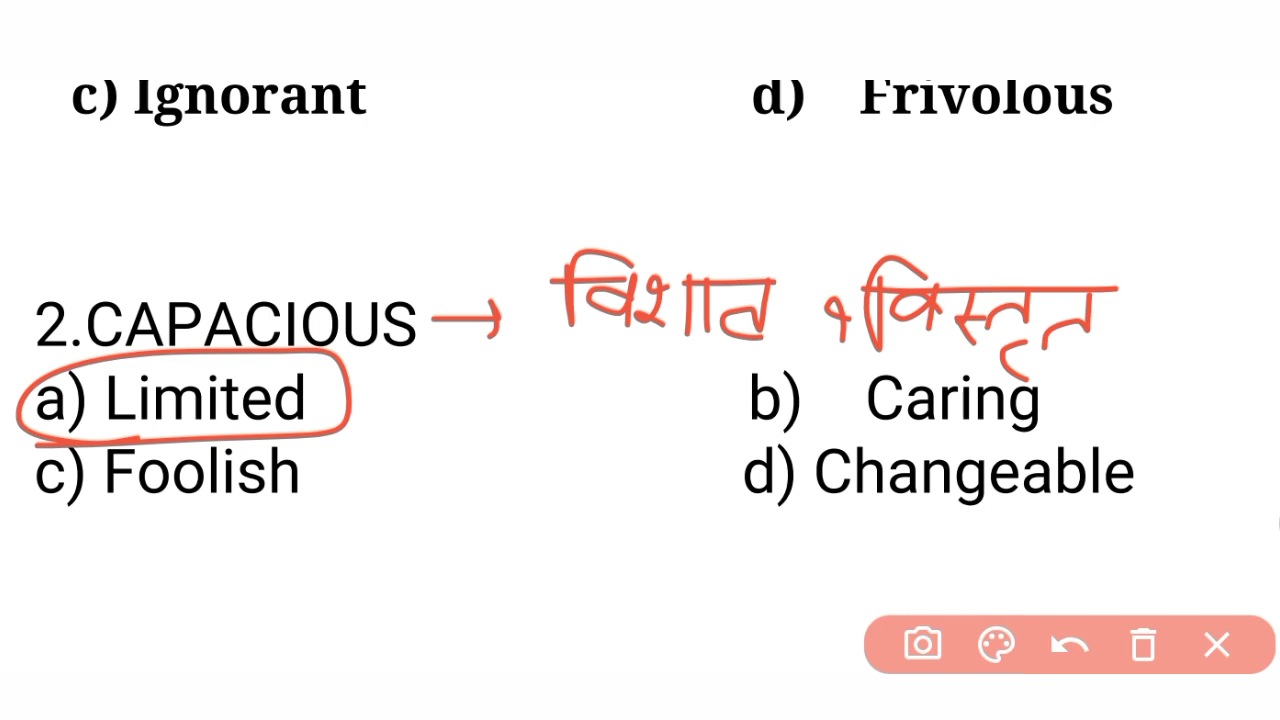 c) Ignorant d) Frivolous
2.CAPACIOUS → विशाल , विस्तृत
a) Limited b) Caring
c) Foolish d) Changeable